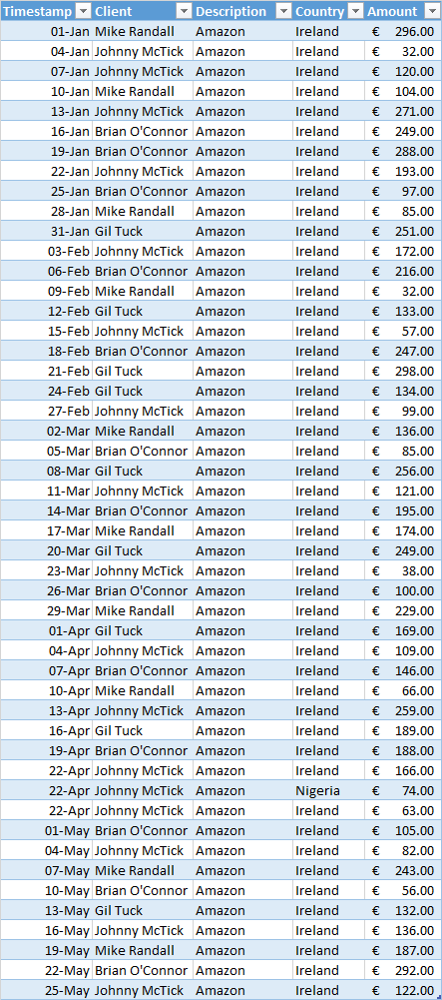 Timestamp Client Description Country Amount
01-Jan Mike Randall Amazon Ireland € 296.00
04-Jan Johnny McTick Amazon Ireland € 32.00
07-Jan Johnny McTick Amazon Ireland € 120.00
10-Jan Mike Randall Amazon Ireland € 104.00
13-Jan Johnny McTick Amazon Ireland € 271.00
16-Jan Brian O'Connor Amazon Ireland € 249.00
19-Jan Brian O'Connor Amazon Ireland € 288.00
22-Jan Johnny McTick Amazon Ireland € 193.00
25-Jan Brian O'Connor Amazon Ireland € 97.00
28-Jan Mike Randall Amazon Ireland € 85.00
31-Jan Gil Tuck Amazon Ireland € 251.00
03-Feb Johnny McTick Amazon Ireland € 172.00
06-Feb Brian O'Connor Amazon Ireland € 216.00
09-Feb Mike Randall Amazon Ireland € 32.00
12-Feb Gil Tuck Amazon Ireland € 133.00
15-Feb Johnny McTick Amazon Ireland € 57.00
18-Feb Brian O'Connor Amazon Ireland € 247.00
21-Feb Gil Tuck Amazon Ireland € 298.00
24-Feb Gil Tuck Amazon Ireland € 134.00
27-Feb Johnny McTick Amazon Ireland € 99.00
02-Mar Mike Randall Amazon Ireland € 136.00
05-Mar Brian O'Connor Amazon Ireland € 85.00
08-Mar Gil Tuck Amazon Ireland € 256.00
11-Mar Johnny McTick Amazon Ireland € 121.00
14-Mar Brian O'Connor Amazon Ireland € 195.00
17-Mar Mike Randall Amazon Ireland € 174.00
20-Mar Gil Tuck Amazon Ireland € 249.00
23-Mar Johnny McTick Amazon Ireland € 38.00
26-Mar Brian O'Connor Amazon Ireland € 100.00
29-Mar Mike Randall Amazon Ireland € 229.00
01-Apr Gil Tuck Amazon Ireland € 169.00
04-Apr Johnny McTick Amazon Ireland € 109.00
07-Apr Brian O'Connor Amazon Ireland € 146.00
10-Apr Mike Randall Amazon Ireland € 66.00
13-Apr Johnny McTick Amazon Ireland € 259.00
16-Apr Gil Tuck Amazon Ireland € 189.00
19-Apr Brian O'Connor Amazon Ireland € 188.00
22-Apr Johnny McTick Amazon Ireland € 166.00
22-Apr Johnny McTick Amazon Nigeria € 74.00
22-Apr Johnny McTick Amazon Ireland € 63.00
01-May Brian O'Connor Amazon Ireland € 105.00
04-May Johnny McTick Amazon Ireland € 82.00
07-May Mike Randall Amazon Ireland € 243.00
10-May Brian O'Connor Amazon Ireland € 56.00
13-May Gil Tuck Amazon Ireland € 132.00
16-May Johnny McTick Amazon Ireland € 136.00
19-May Mike Randall Amazon Ireland € 187.00
22-May Brian O'Connor Amazon Ireland € 292.00
25-May Johnny McTick Amazon Ireland € 122.00